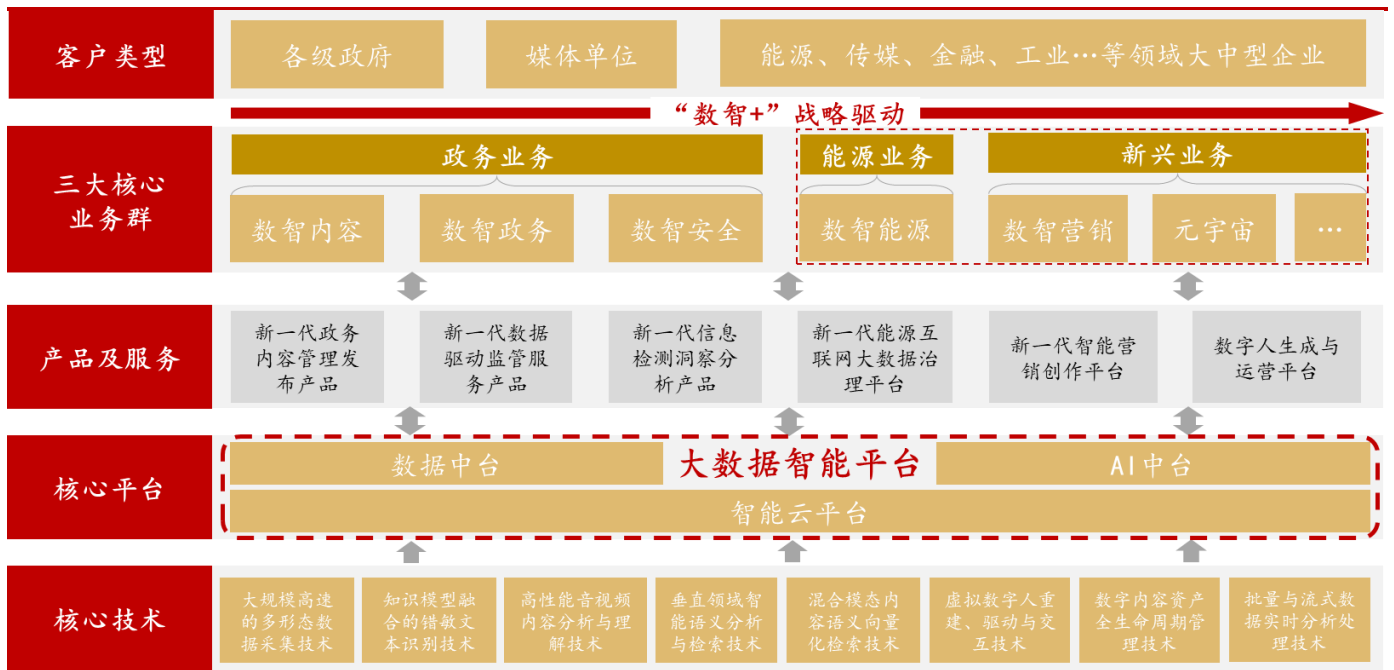 客户类型
各级政府
媒体单位
能源、传媒、金融、工业…等领域大中型企业
“数智+”战略驱动
三大核心
业务群
政务业务
能源业务
新兴业务
数智内容
数智政务
数智安全
数智能源
数智营销
元宇宙
…
产品及服务
新一代政务
内容管理发
布产品
新一代数据
驱动监管服
务产品
新一代信息
检测洞察分
析产品
新一代能源互
联网大数据治
理平台
新一代智能营
销创作平台
数字人生成与
运营平台
核心平台
数据中台
大数据智能平台
AI中台
智能云平台
核心技术
大规模高速
的多形态数
据采集技术
知识模型融
合的错敏文
本识别技术
高性能音视频
内容分析与理
解技术
垂直领域智
能语义分析
与检索技术
混合模态内
容语义向量
化检索技术
虚拟数字人重
建、驱动与交
互技术
数字内容资产
全生命周期管
理技术
批量与流式数
据实时分析处
理技术